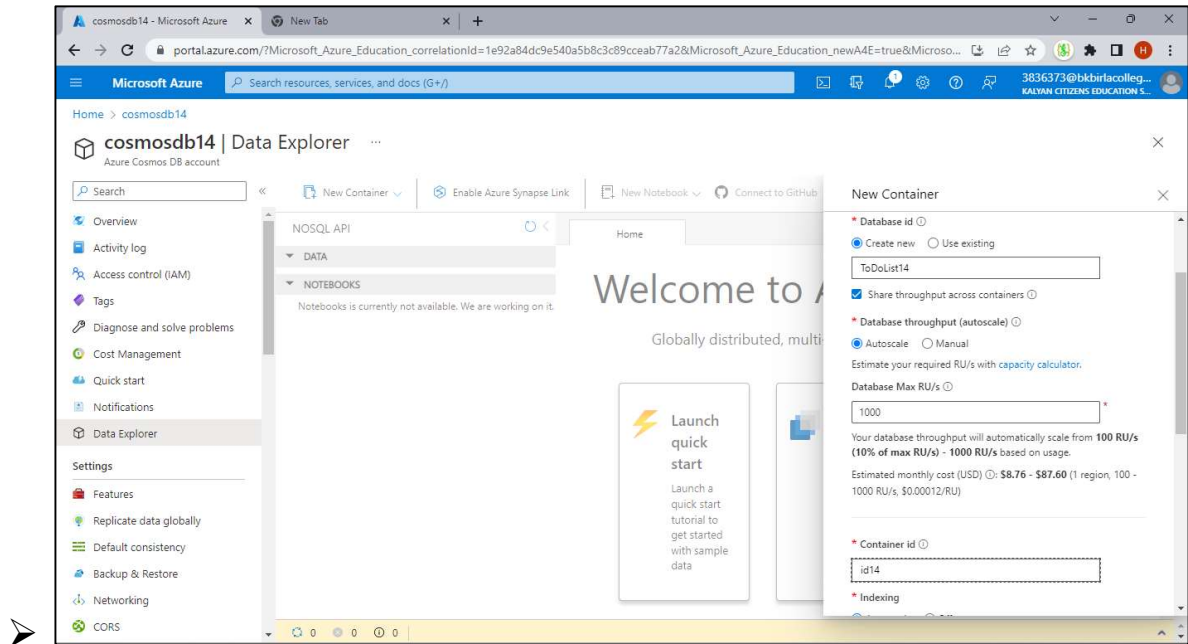 cosmosdb14 - Microsoft Azure
New Tab
portal.azure.com/?Microsoft_Azure_Education_correlationId=1e92a84dc9e540a5b8c3c89cceab77a2&Microsoft_Azure_Education_newA4E=true&Microso...
H
Microsoft Azure
Search resources, services, and docs (G+/)
1
3836373@bkbirlacolleg...
KALYAN CITIZENS EDUCATION S...
Home > cosmosdb14
cosmosdb14 | Data Explorer ...
Azure Cosmos DB account
Search
Overview
Activity log
Access control (IAM)
Tags
Diagnose and solve problems
Cost Management
Quick start
Notifications
Data Explorer
Settings
Features
Replicate data globally
Default consistency
Backup & Restore
Networking
CORS
New Container
Enable Azure Synapse Link
New Notebook
Connect to GitHub
NOSQL API
DATA
NOTEBOOKS
Notebooks is currently not available. We are working on it.
Home
Welcome to
Globally distributed, multi-
Launch
quick
start
Launch a
quick start
tutorial to
get started
with sample
data
0 0 0
New Container
* Database id
Create new Use existing
ToDoList14
Share throughput across containers
* Database throughput (autoscale)
Autoscale Manual
Estimate your required RU/s with capacity calculator.
Database Max RU/s
1000 *
Your database throughput will automatically scale from 100 RU/s
(10% of max RU/s) - 1000 RU/s based on usage.
Estimated monthly cost (USD) : $8.76 - $87.60 (1 region, 100 -
1000 RU/s, $0.00012/RU)
* Container id
id14
* Indexing